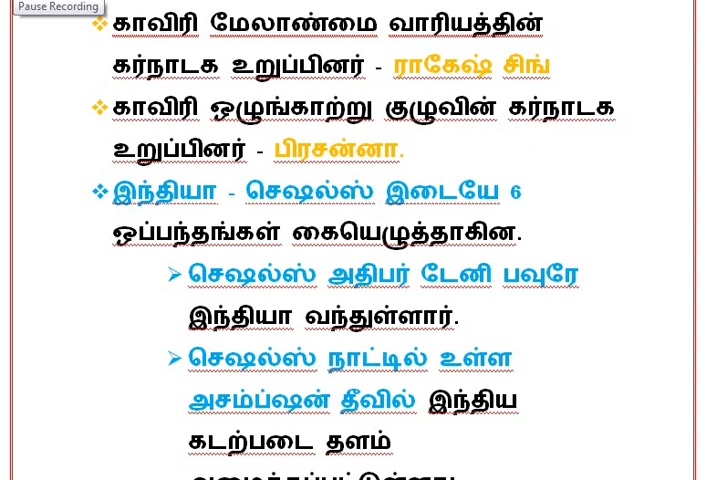 Pause Recording
❖ காவிரி மேலாண்மை வாரியத்தின்
கர்நாடக உறுப்பினர் - ராகேஷ் சிங்
❖ காவிரி ஒழுங்காற்று குழுவின் கர்நாடக
உறுப்பினர் - பிரசன்னா.
❖ இந்தியா - செஷல்ஸ் இடையே 6
ஒப்பந்தங்கள் கையெழுத்தாகின.
➢ செஷல்ஸ் அதிபர் டேனி பவுரே
இந்தியா வந்துள்ளார்.
➢ செஷல்ஸ் நாட்டில் உள்ள
அசம்ப்ஷன் தீவில் இந்திய
கடற்படை தளம்